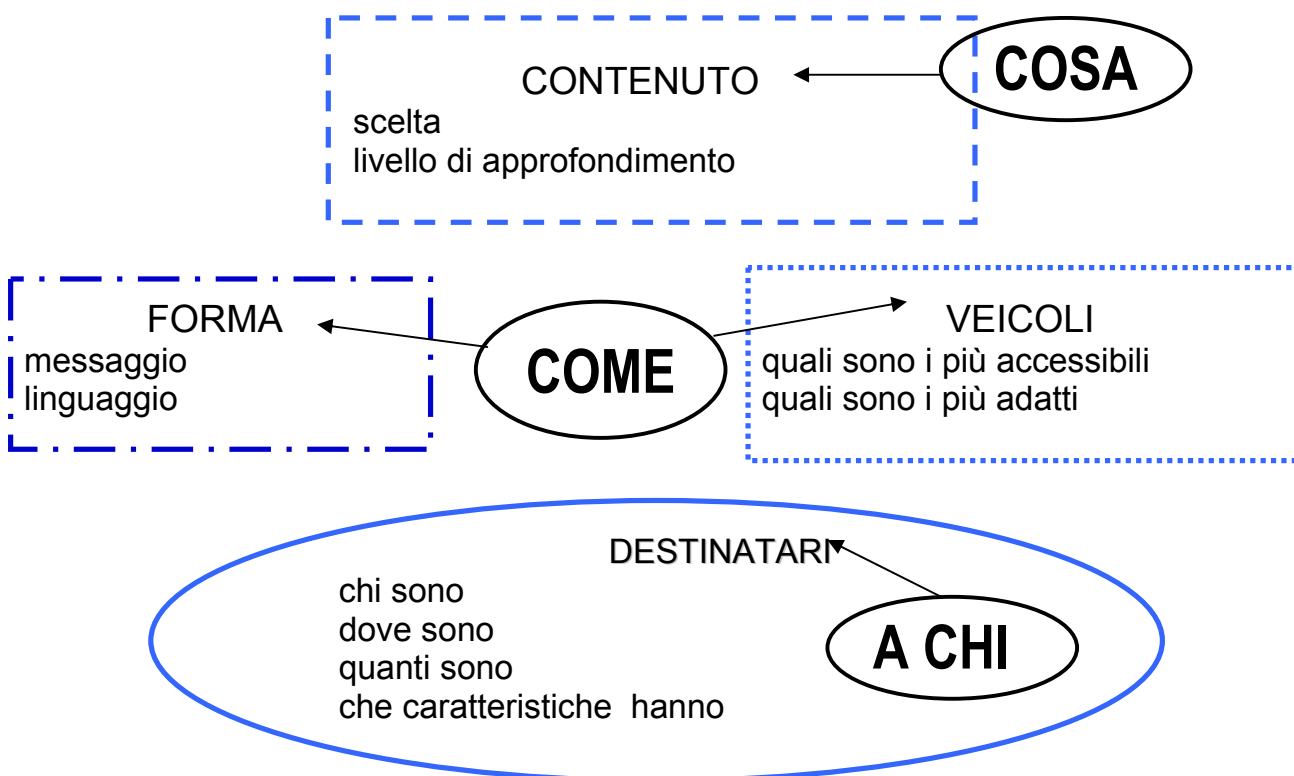 COSA
CONTENUTO
scelta
livello di approfondimento
FORMA
messaggio
linguaggio
COME
VEICOLI
quali sono i più accessibili
quali sono i più adatti
DESTINATARI
chi sono
dove sono
quanti sono
che caratteristiche  hanno
A CHI